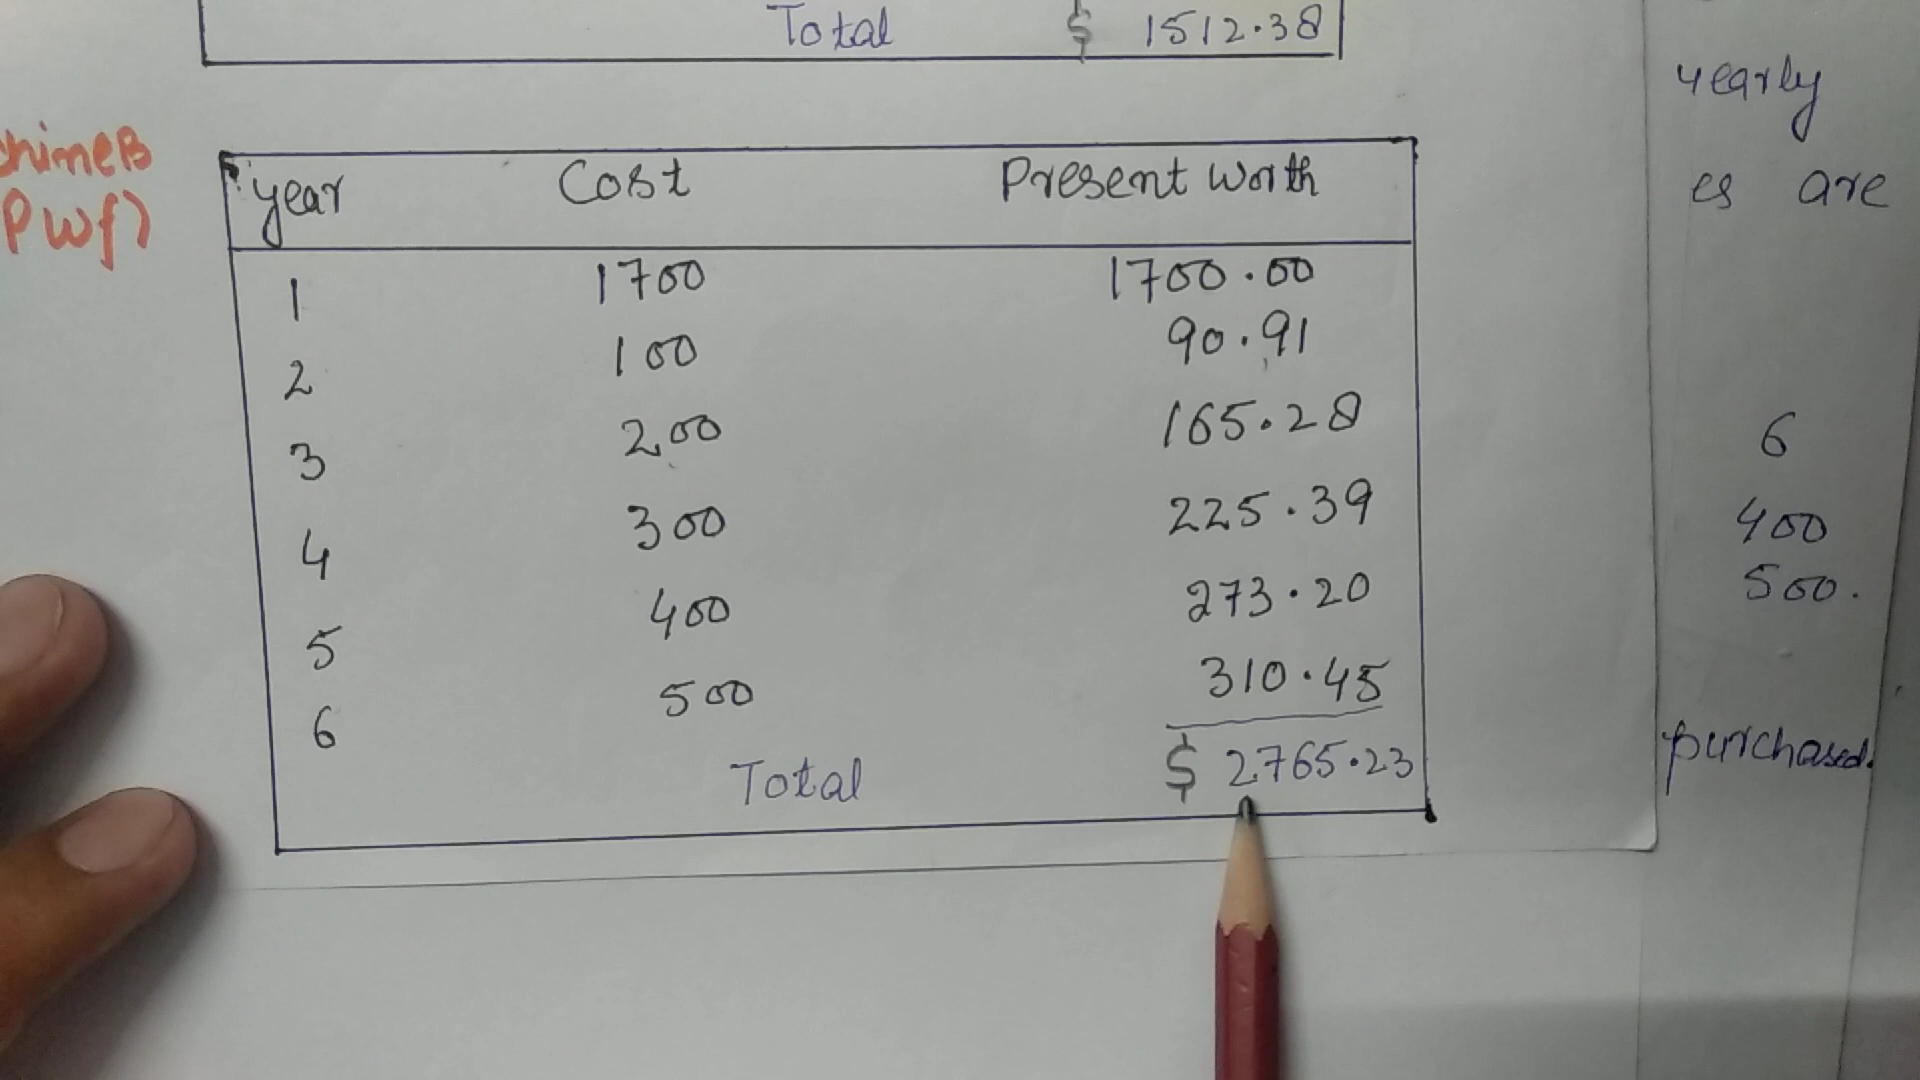 Total $ 1512.38
year Cost Present Worth
1 1700 1700.00
2 100 90.91
3 200 165.28
4 300 225.39
5 400 273.20
6 500 310.45
Total $ 2765.23
PWf)
yearly
es are
6
400
500.
purchased.